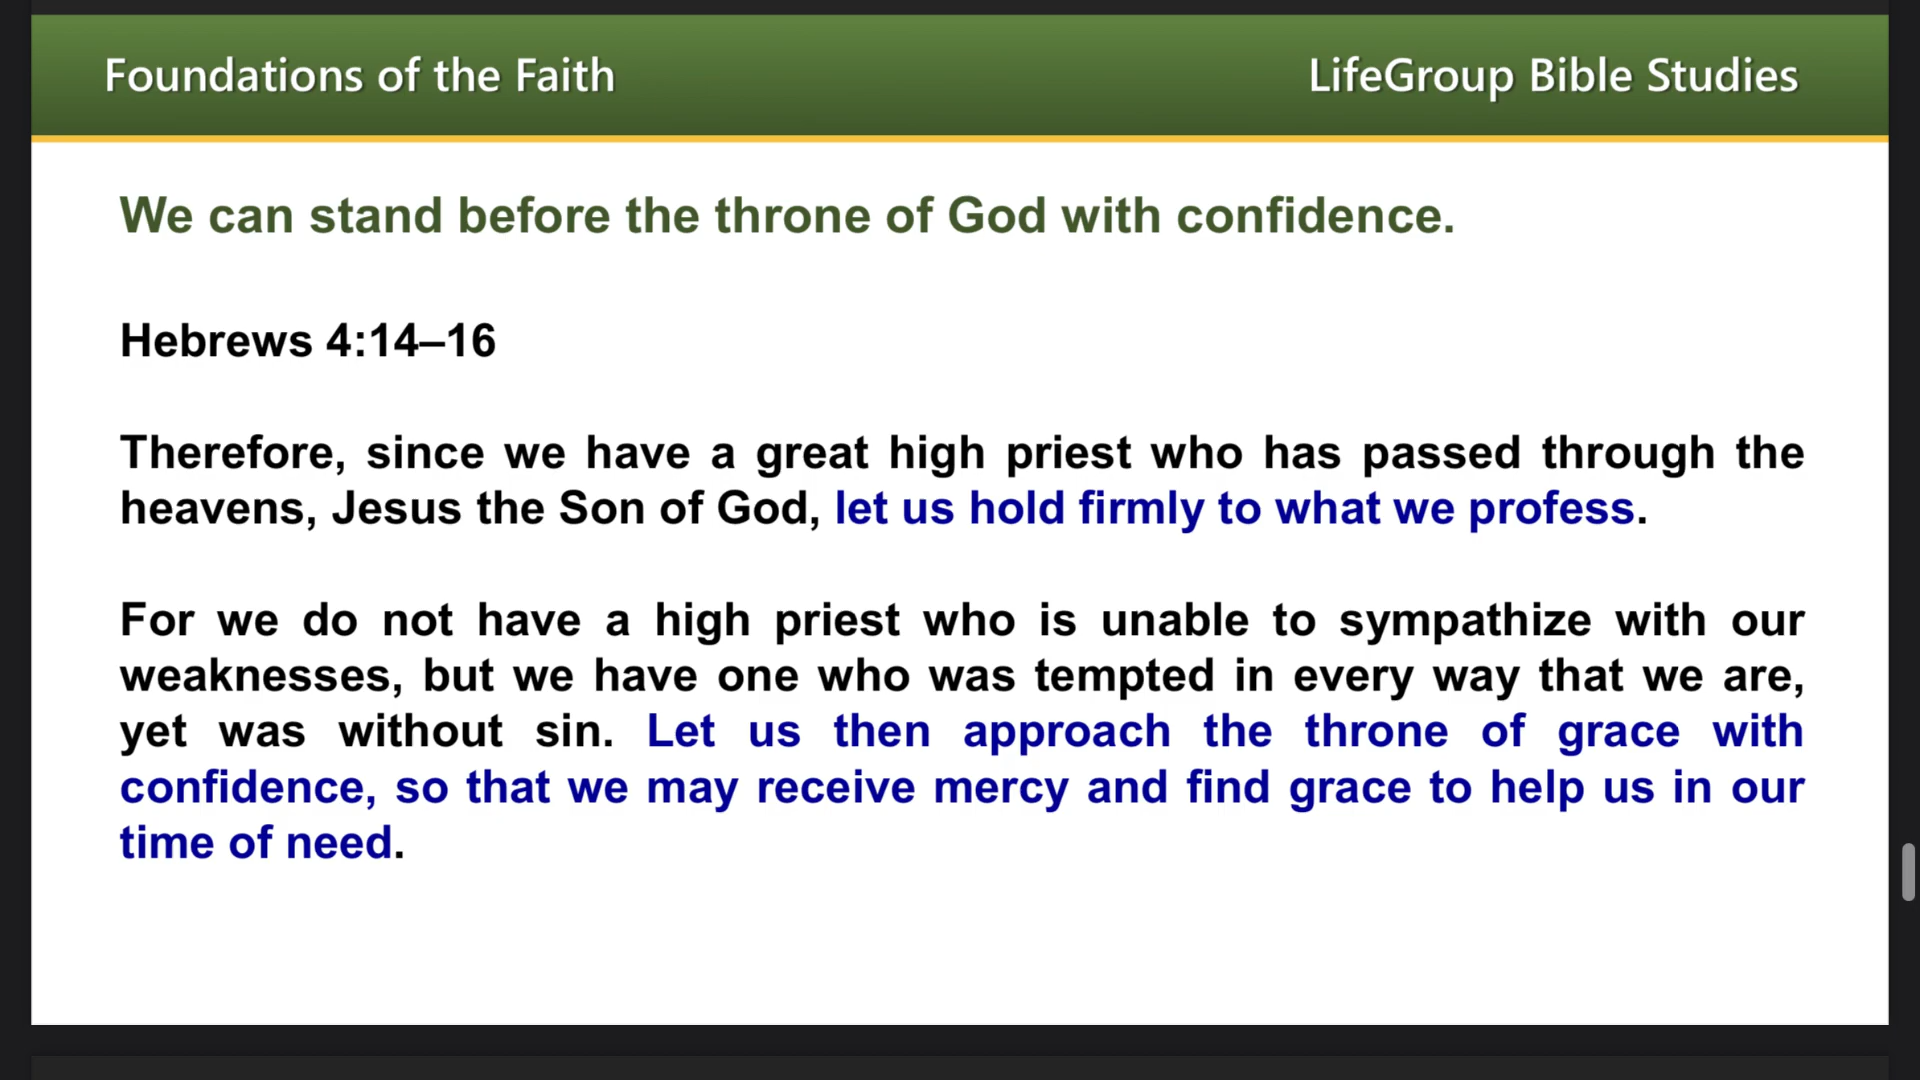 Foundations of the Faith
LifeGroup Bible Studies
We can stand before the throne of God with confidence.
Hebrews 4:14–16
Therefore, since we have a great high priest who has passed through the
heavens, Jesus the Son of God, let us hold firmly to what we profess.
For we do not have a high priest who is unable to sympathize with our
weaknesses, but we have one who was tempted in every way that we are,
yet was without sin. Let us then approach the throne of grace with
confidence, so that we may receive mercy and find grace to help us in our
time of need.